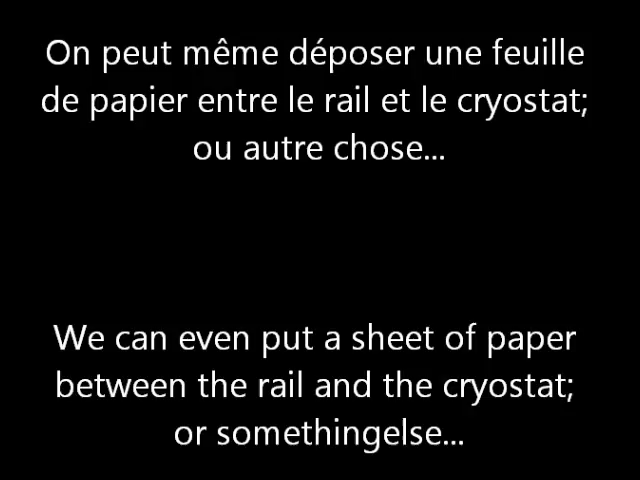 On peut même déposer une feuille
de papier entre le rail et le cryostat;
ou autre chose...
We can even put a sheet of paper
between the rail and the cryostat;
or somethingelse...